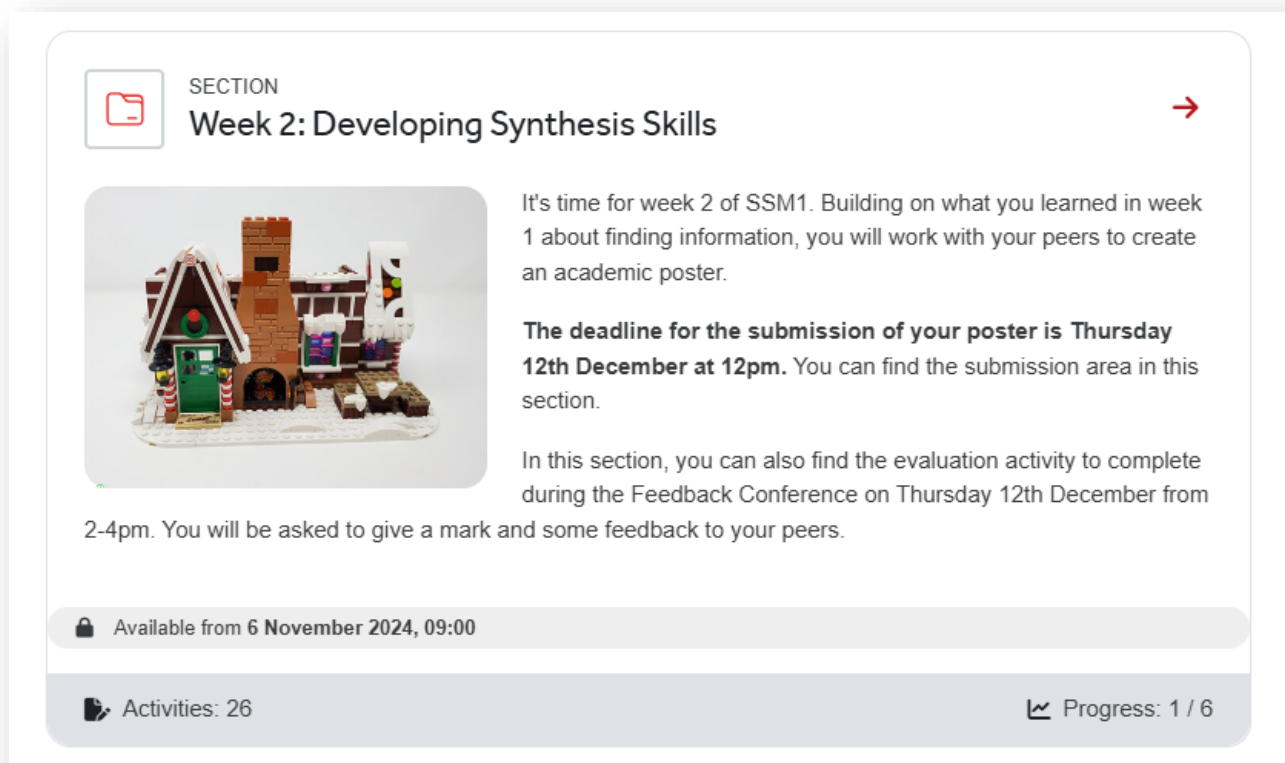 SECTION
Week 2: Developing Synthesis Skills
It's time for week 2 of SSM1. Building on what you learned in week
1 about finding information, you will work with your peers to create
an academic poster.
The deadline for the submission of your poster is Thursday
12th December at 12pm. You can find the submission area in this
section.
In this section, you can also find the evaluation activity to complete
during the Feedback Conference on Thursday 12th December from
2-4pm. You will be asked to give a mark and some feedback to your peers.
Available from 6 November 2024, 09:00
Activities: 26
Progress: 1 / 6